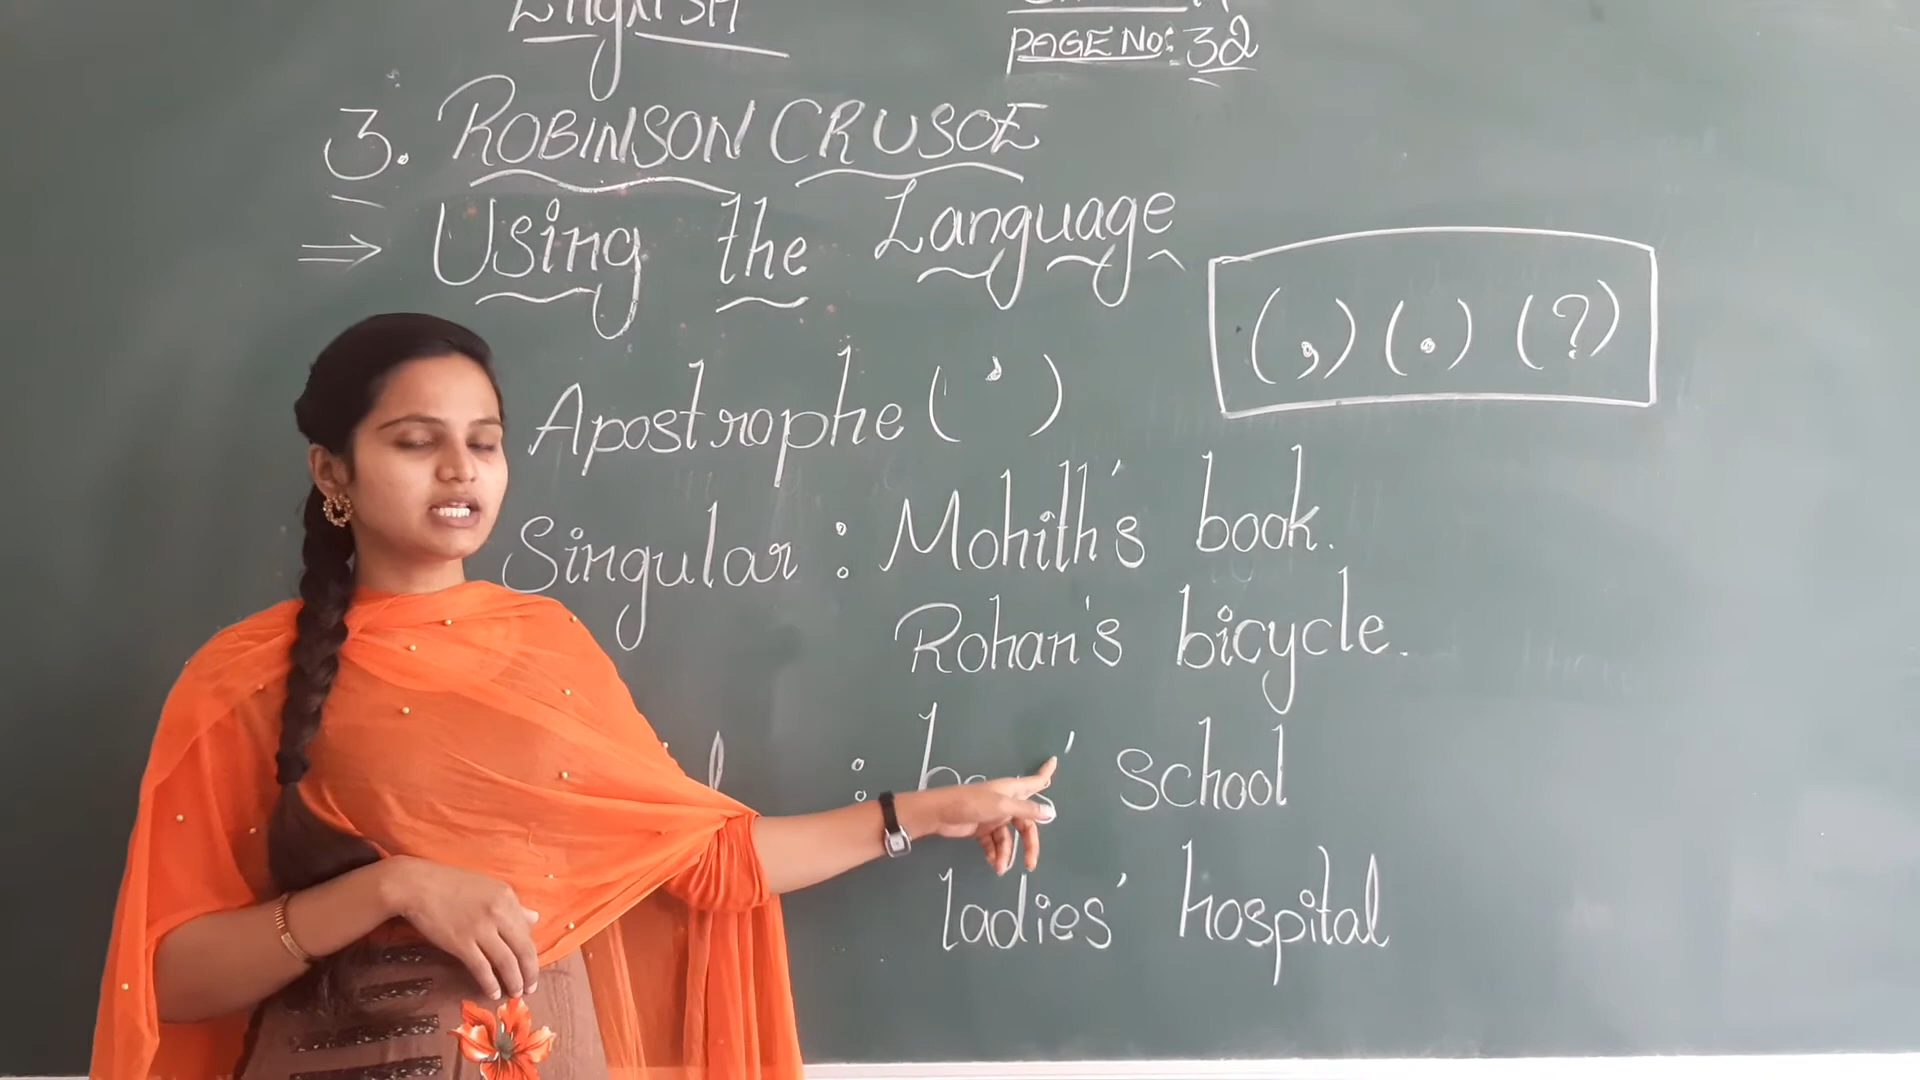 English
PAGE NO: 32
3. ROBINSON CRUSOE
⇒ Using the Language
(,) (.) (?)
Apostrophe (')
Singular : Mohith's book.
Rohan's bicycle.
: boys' school
ladies' hospital